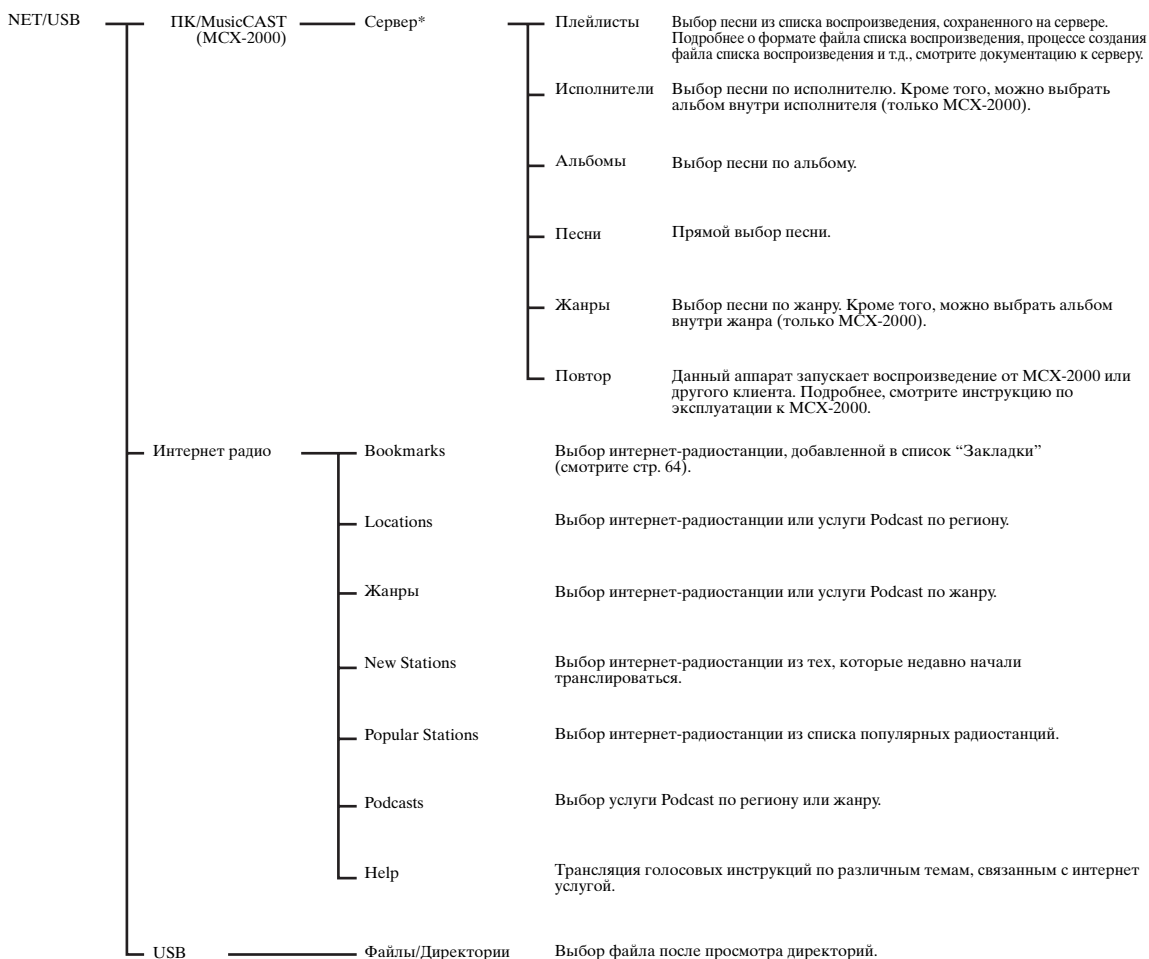 NET/USB ПК/MusicCAST Сервер* Плейлисты Выбор песни из списка воспроизведения, сохраненного на сервере.
(MCX-2000) Подробнее о формате файла списка воспроизведения, процессе создания
файла списка воспроизведения и т.д., смотрите документацию к серверу.
Исполнители Выбор песни по исполнителю. Кроме того, можно выбрать
альбом внутри исполнителя (только MCX-2000).
Альбомы Выбор песни по альбому.
Песни Прямой выбор песни.
Жанры Выбор песни по жанру. Кроме того, можно выбрать альбом
внутри жанра (только MCX-2000).
Повтор Данный аппарат запускает воспроизведение от MCX-2000 или
другого клиента. Подробнее, смотрите инструкцию по
эксплуатации к MCX-2000.
Интернет радио Bookmarks Выбор интернет-радиостанции, добавленной в список “Закладки”
(смотрите стр. 64).
Locations Выбор интернет-радиостанции или услуги Podcast по региону.
Жанры Выбор интернет-радиостанции или услуги Podcast по жанру.
New Stations Выбор интернет-радиостанции из тех, которые недавно начали
транслироваться.
Popular Stations Выбор интернет-радиостанции из списка популярных радиостанций.
Podcasts Выбор услуги Podcast по региону или жанру.
Help Трансляция голосовых инструкций по различным темам, связанным с интернет
услугой.
USB Файлы/Директории Выбор файла после просмотра директорий.